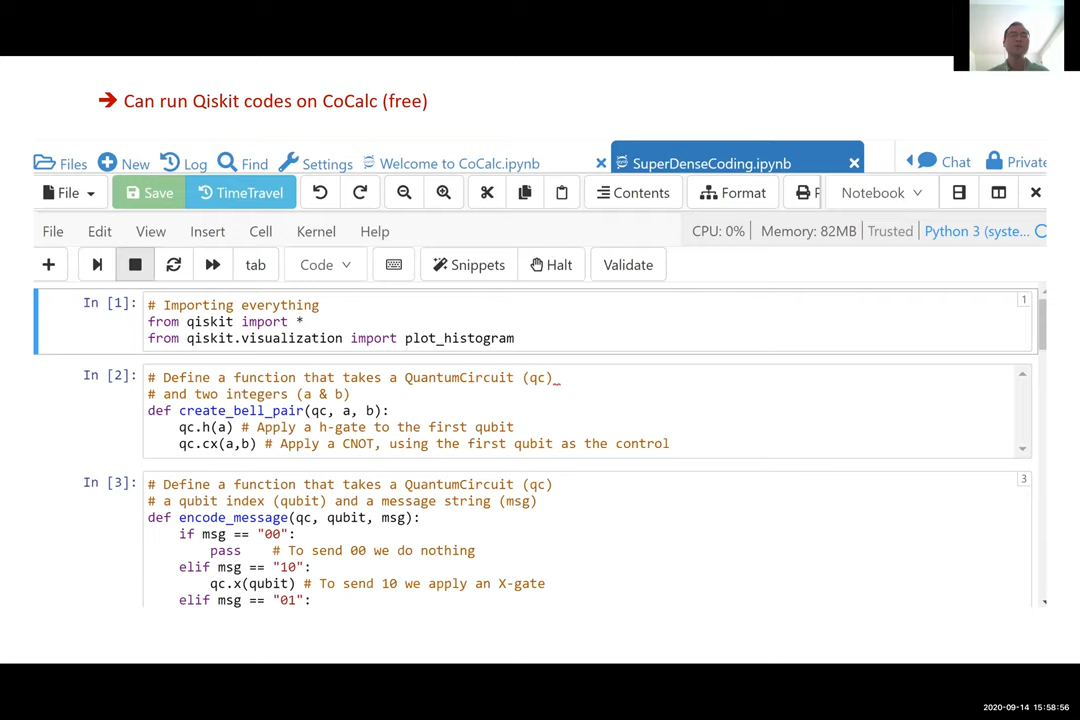 ➔ Can run Qiskit codes on CoCalc (free)
Files New Log Find Settings Welcome to CoCalc.ipynb × SuperDenseCoding.ipynb × Chat Private
File Save TimeTravel Contents Format P Notebook ×
File Edit View Insert Cell Kernel Help CPU: 0% Memory: 82MB Trusted Python 3 (syste...
tab Code Snippets Halt Validate
In [1]: # Importing everything 1
from qiskit import *
from qiskit.visualization import plot_histogram
In [2]: # Define a function that takes a QuantumCircuit (qc)
# and two integers (a & b)
def create_bell_pair(qc, a, b):
qc.h(a) # Apply a h-gate to the first qubit
qc.cx(a,b) # Apply a CNOT, using the first qubit as the control
In [3]: # Define a function that takes a QuantumCircuit (qc) 3
# a qubit index (qubit) and a message string (msg)
def encode_message(qc, qubit, msg):
if msg == "00":
pass # To send 00 we do nothing
elif msg == "10":
qc.x(qubit) # To send 10 we apply an X-gate
elif msg == "01":
2020-09-14 15:58:56